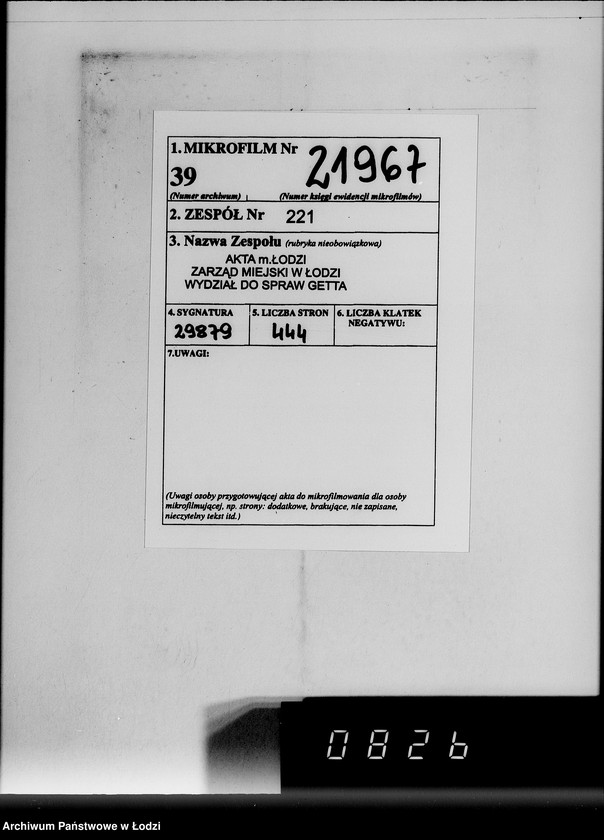 1. MIKROFILM Nr 21967
39
(Numer archiwum) (Numer księgi ewidencji mikrofilmów)
2. ZESPÓŁ Nr 221
3. Nazwa Zespołu (rubryka nieobowiązkowa)
AKTA m.ŁODZI
ZARZĄD MIEJSKI W ŁODZI
WYDZIAŁ DO SPRAW GETTA
4. SYGNATURA
29879
5. LICZBA STRON
444
6. LICZBA KLATEK
NEGATYWU:
7.UWAGI:
(Uwagi osoby przygotowującej akta do mikrofilmowania dla osoby
mikrofilmującej, np. strony: dodatkowe, brakujące, nie zapisane,
nieczytelny tekst itd.)
0826
Archiwum Państwowe w Łodzi